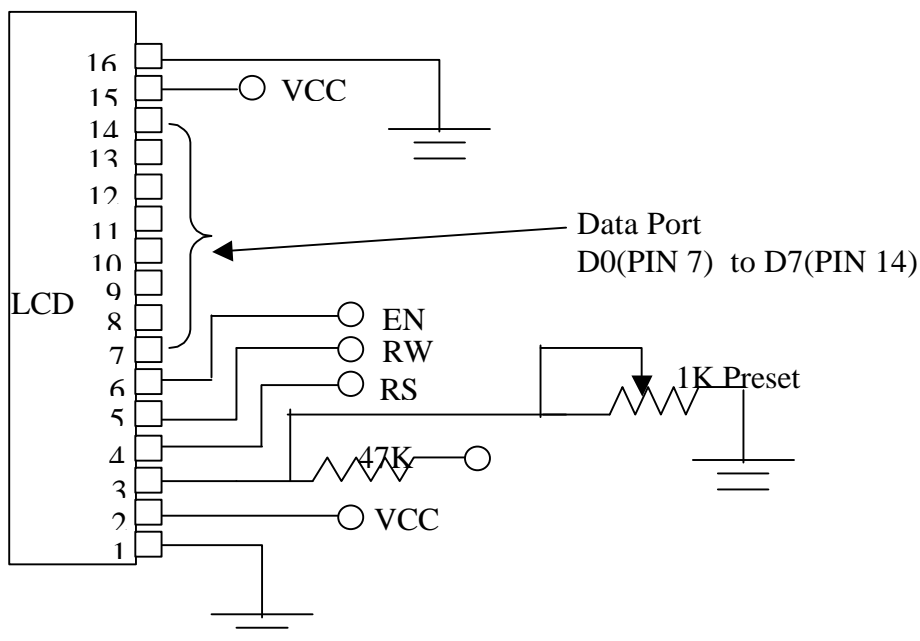 16
15
VCC
14
13
12
11
10
9
8
7
6
5
4
3
2
1
LCD
Data Port
D0(PIN 7) to D7(PIN 14)
EN
RW
RS
1K Preset
47K
VCC